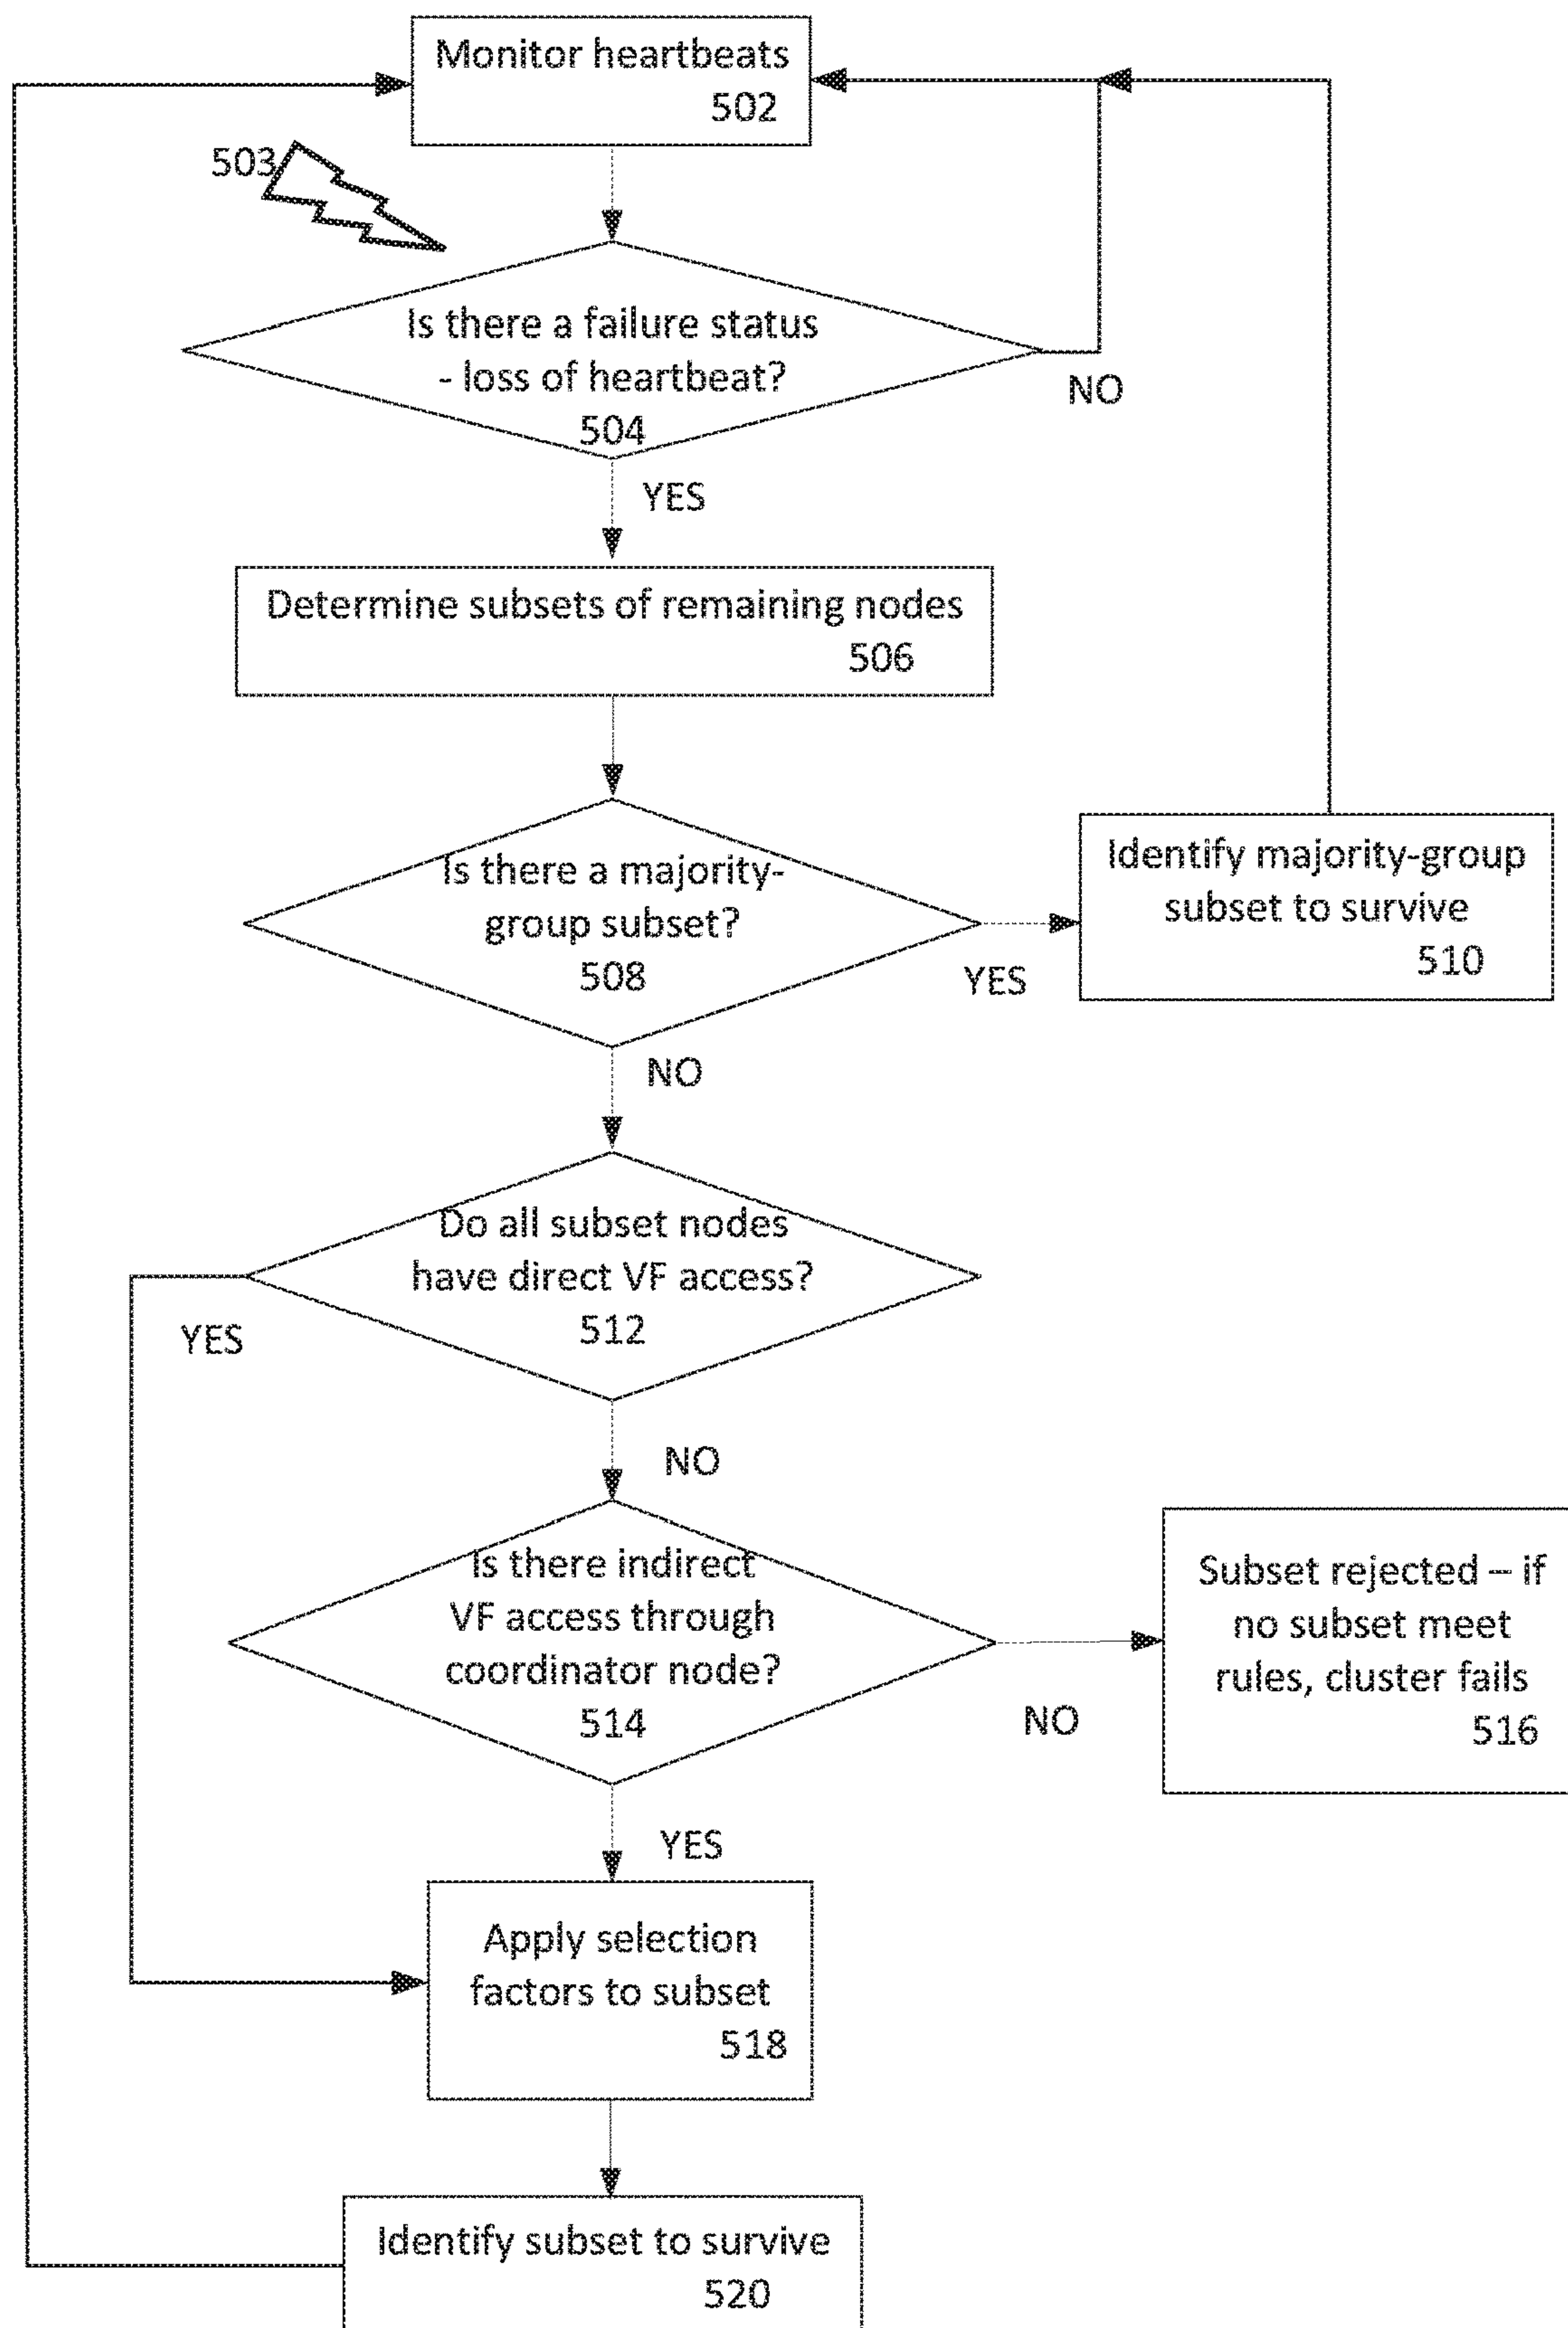 Monitor heartbeats
502
503
Is there a failure status
- loss of heartbeat?
504
NO
YES
Determine subsets of remaining nodes
506
Is there a majority-
group subset?
508
YES
Identify majority-group
subset to survive
510
NO
Do all subset nodes
have direct VF access?
512
YES
NO
Is there indirect
VF access through
coordinator node?
514
NO
Subset rejected – if
no subset meet
rules, cluster fails
516
YES
Apply selection
factors to subset
518
Identify subset to survive
520